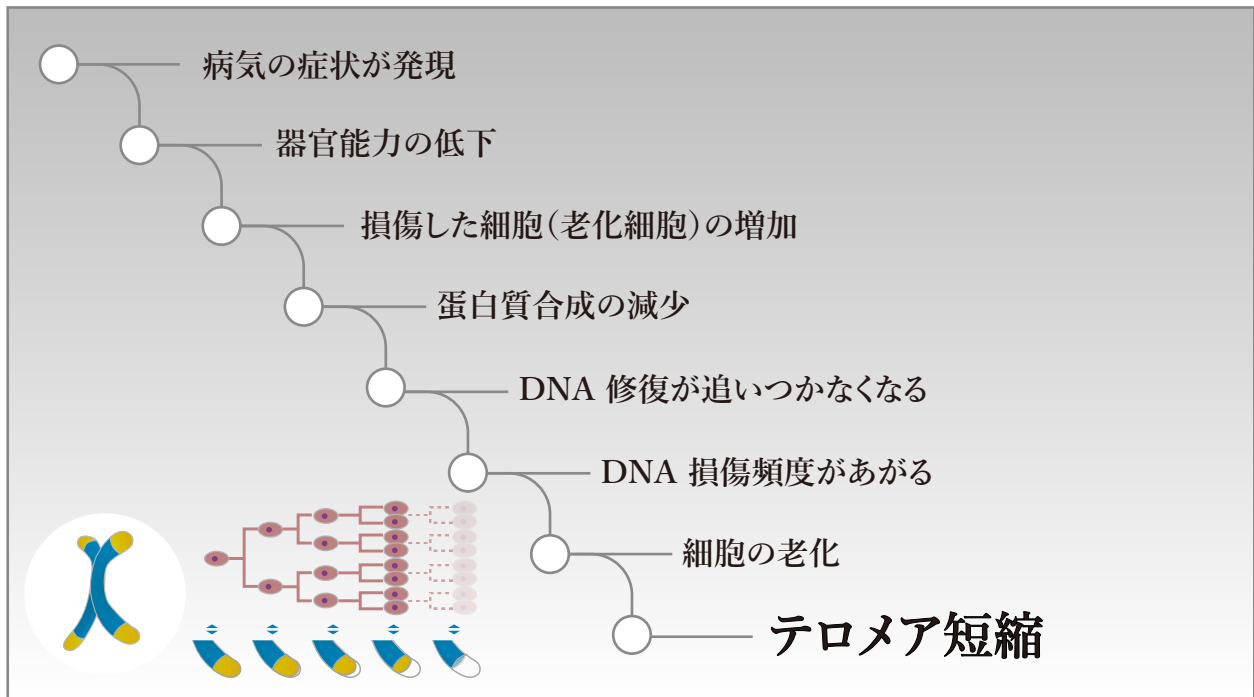 病気の症状が発現
器官能力の低下
損傷した細胞(老化細胞)の増加
蛋白質合成の減少
DNA 修復が追いつかなくなる
DNA 損傷頻度があがる
細胞の老化
テロメア短縮